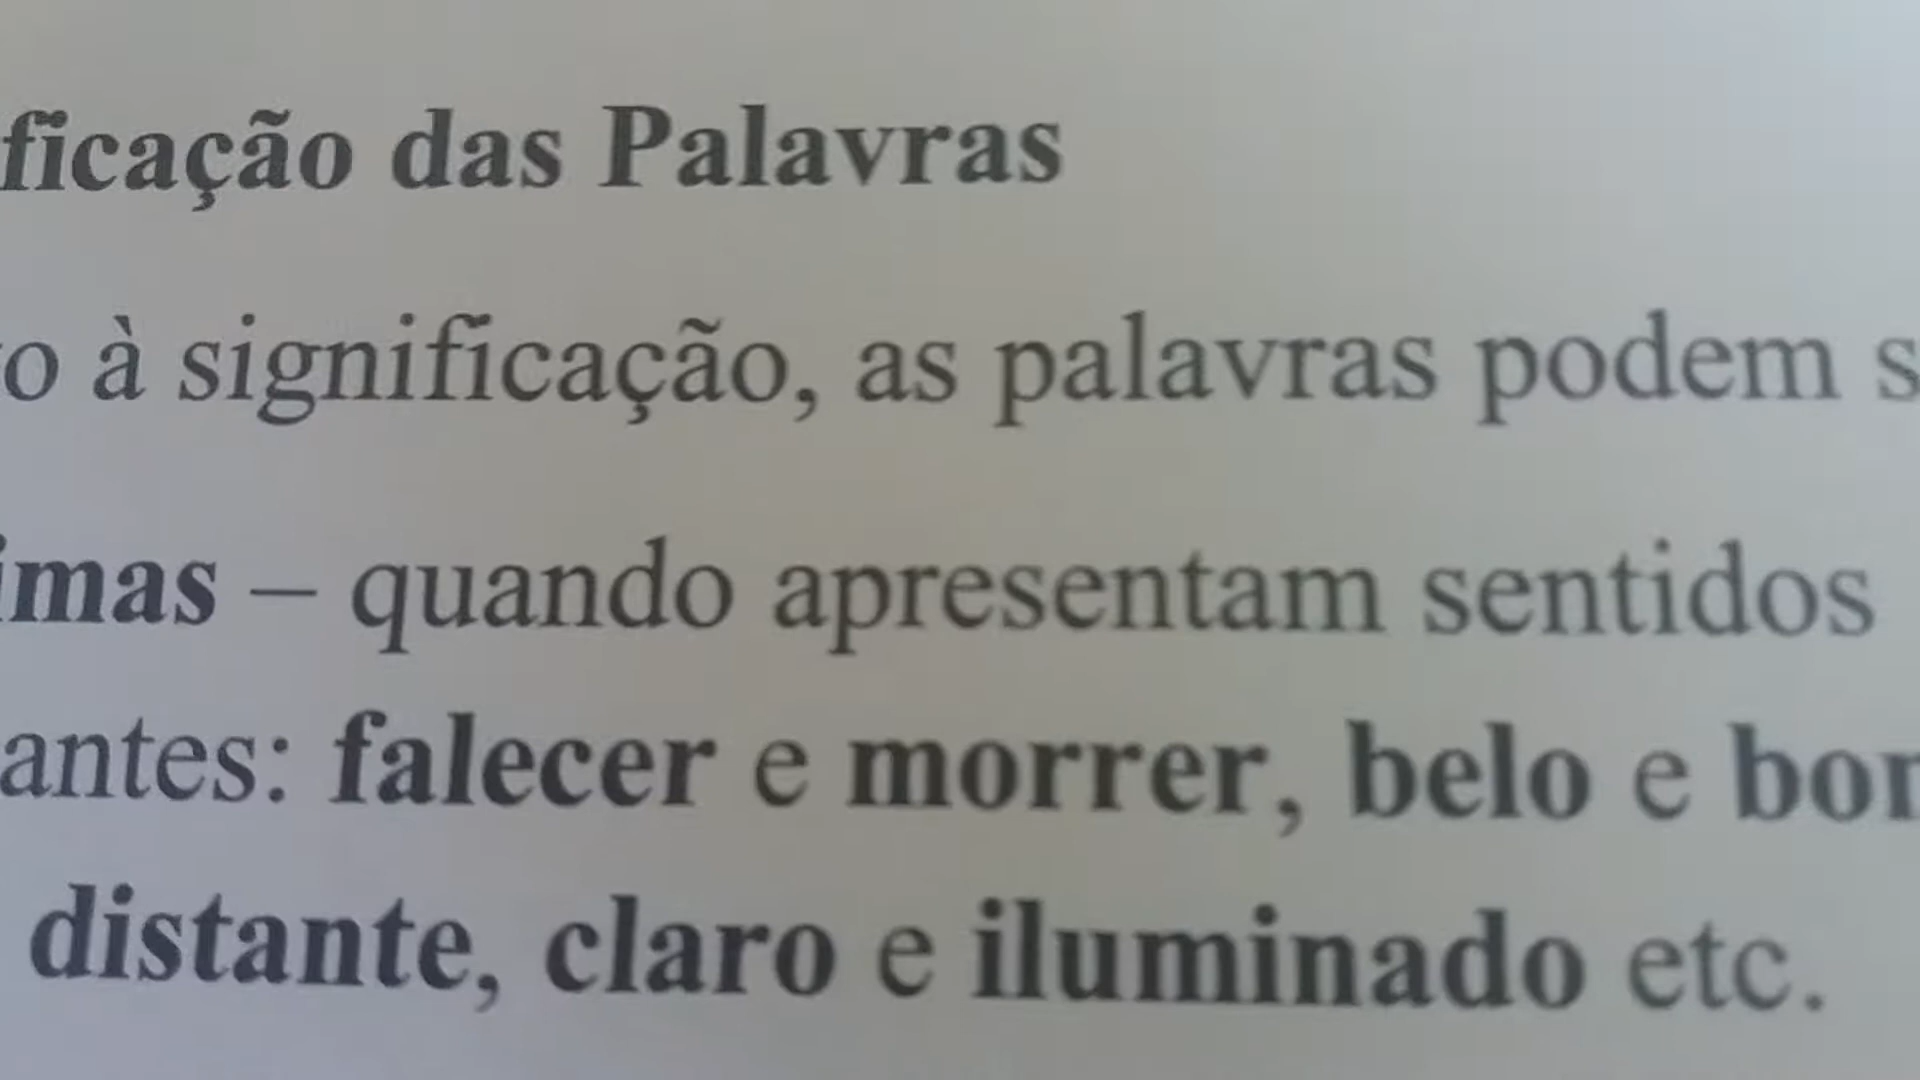 ficação das Palavras
o à significação, as palavras podem s
imas – quando apresentam sentidos
antes: falecer e morrer, belo e bon
distante, claro e iluminado etc.